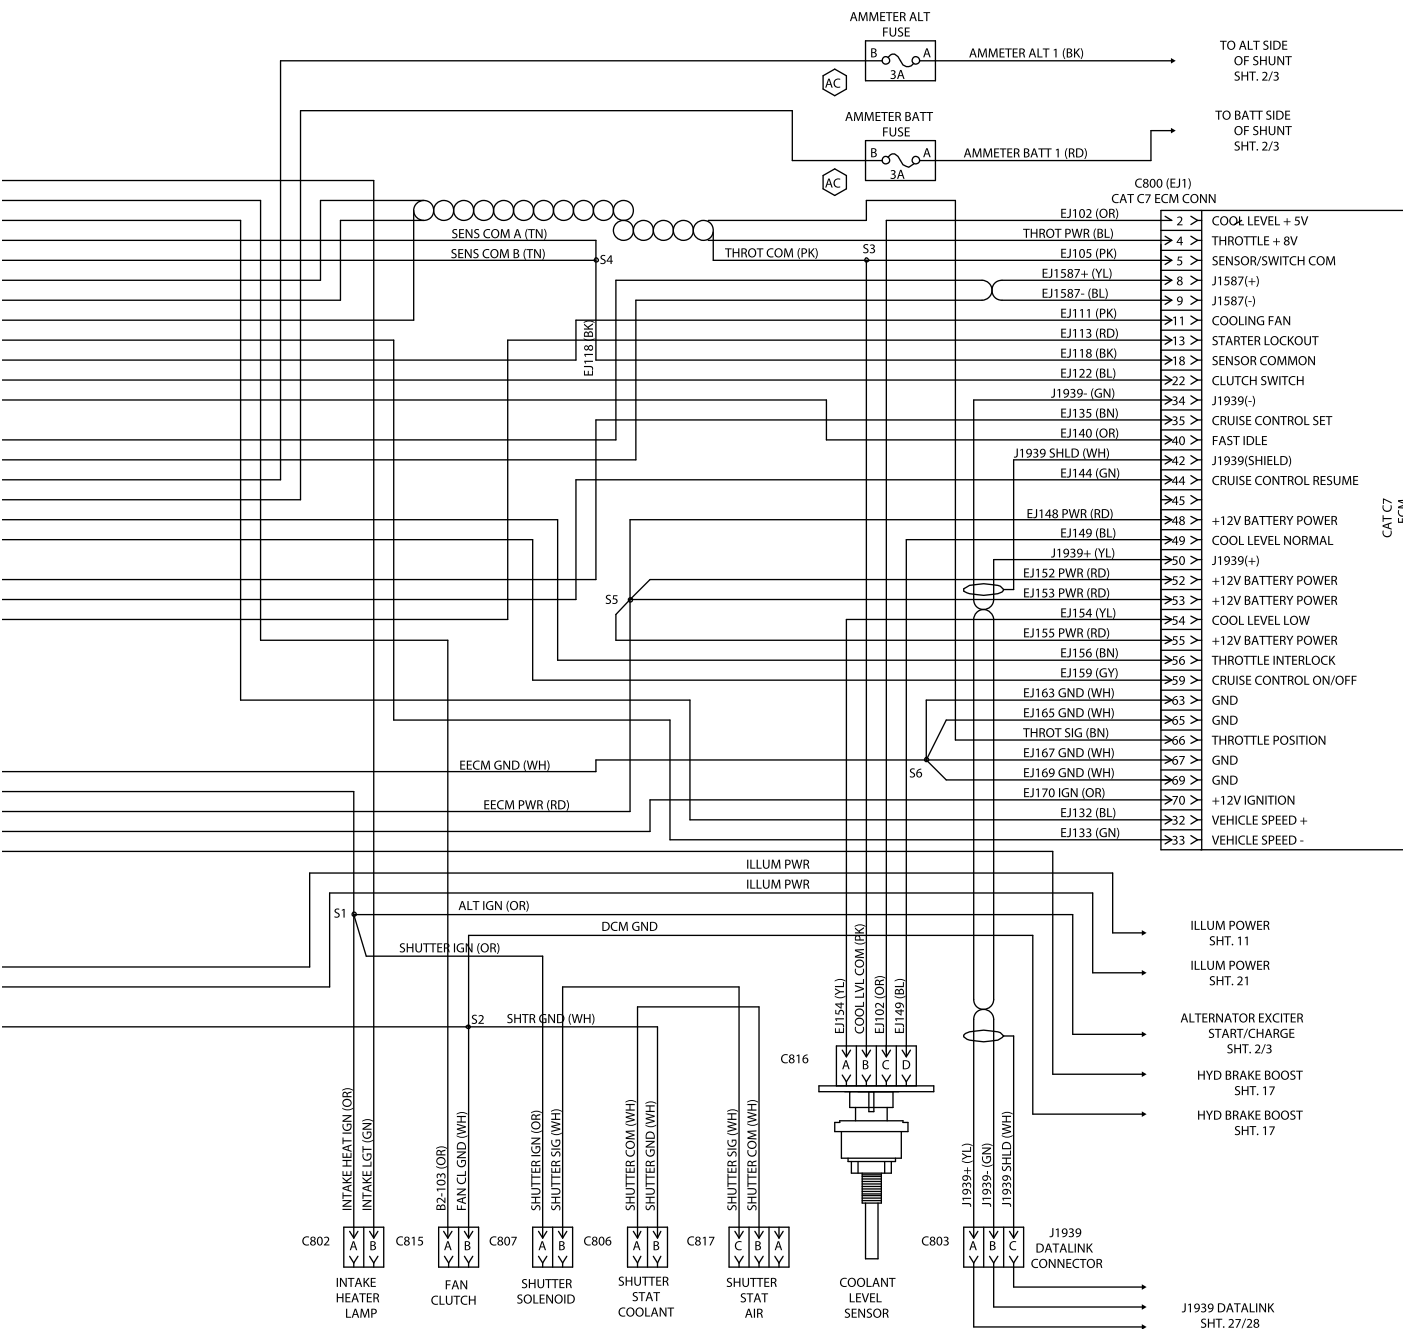 AMMETER ALT
FUSE
B
A
3A
AC
AMMETER ALT 1 (BK)
TO ALT SIDE
OF SHUNT
SHT. 2/3
AMMETER BATT
FUSE
B
A
3A
AC
AMMETER BATT 1 (RD)
TO BATT SIDE
OF SHUNT
SHT. 2/3
C800 (EJ1)
CAT C7 ECM CONN
EJ102 (OR) 2 COOL LEVEL + 5V
THROT PWR (BL) 4 THROTTLE + 8V
EJ105 (PK) 5 SENSOR/SWITCH COM
EJ1587+ (YL) 8 J1587(+)
EJ1587- (BL) 9 J1587(-)
EJ111 (PK) 11 COOLING FAN
EJ113 (RD) 13 STARTER LOCKOUT
EJ118 (BK) 18 SENSOR COMMON
EJ122 (BL) 22 CLUTCH SWITCH
J1939- (GN) 34 J1939(-)
EJ135 (BN) 35 CRUISE CONTROL SET
EJ140 (OR) 40 FAST IDLE
J1939 SHLD (WH) 42 J1939(SHIELD)
EJ144 (GN) 44 CRUISE CONTROL RESUME
45
EJ148 PWR (RD) 48 +12V BATTERY POWER
EJ149 (BL) 49 COOL LEVEL NORMAL
J1939+ (YL) 50 J1939(+)
EJ152 PWR (RD) 52 +12V BATTERY POWER
EJ153 PWR (RD) 53 +12V BATTERY POWER
EJ154 (YL) 54 COOL LEVEL LOW
EJ155 PWR (RD) 55 +12V BATTERY POWER
EJ156 (BN) 56 THROTTLE INTERLOCK
EJ159 (GY) 59 CRUISE CONTROL ON/OFF
EJ163 GND (WH) 63 GND
EJ165 GND (WH) 65 GND
THROT SIG (BN) 66 THROTTLE POSITION
EJ167 GND (WH) 67 GND
EJ169 GND (WH) 69 GND
EJ170 IGN (OR) 70 +12V IGNITION
EJ132 (BL) 32 VEHICLE SPEED +
EJ133 (GN) 33 VEHICLE SPEED -
CAT C7
ECM
SENS COM A (TN)
SENS COM B (TN)
S4
THROT COM (PK)
S3
EJ118 (BK)
S5
S6
EECM GND (WH)
EECM PWR (RD)
ILLUM PWR
ILLUM PWR
S1
ALT IGN (OR)
DCM GND
SHUTTER IGN (OR)
S2
SHTR GND (WH)
ILLUM POWER
SHT. 11
ILLUM POWER
SHT. 21
ALTERNATOR EXCITER
START/CHARGE
SHT. 2/3
HYD BRAKE BOOST
SHT. 17
HYD BRAKE BOOST
SHT. 17
EJ154 (YL)
COOL LVL COM (PK)
EJ102 (OR)
EJ149 (BL)
C816
A B C D
INTAKE HEAT IGN (OR)
INTAKE LGT (GN)
B2-103 (OR)
FAN CL GND (WH)
SHUTTER IGN (OR)
SHUTTER SIG (WH)
SHUTTER COM (WH)
SHUTTER GND (WH)
SHUTTER SIG (WH)
SHUTTER COM (WH)
J1939+ (YL)
J1939- (GN)
J1939 SHLD (WH)
C802 A B
C815 A B
C807 A B
C806 A B
C817 C B A
C803 A B C
J1939
DATALINK
CONNECTOR
INTAKE
HEATER
LAMP
FAN
CLUTCH
SHUTTER
SOLENOID
SHUTTER
STAT
COOLANT
SHUTTER
STAT
AIR
COOLANT
LEVEL
SENSOR
J1939 DATALINK
SHT. 27/28